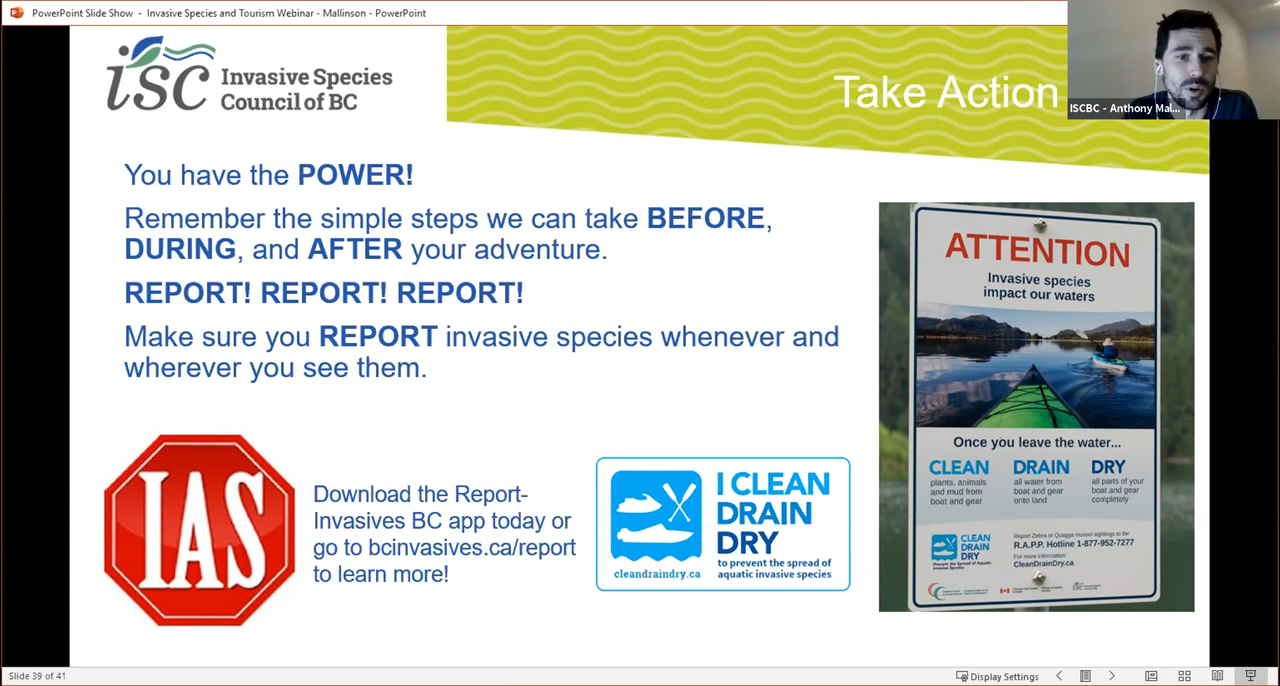 PowerPoint Slide Show - Invasive Species and Tourism Webinar - Mallinson - PowerPoint
isc Invasive Species
Council of BC
Take Action
ISCBC - Anthony Mal...
You have the POWER!
Remember the simple steps we can take BEFORE,
DURING, and AFTER your adventure.
REPORT! REPORT! REPORT!
Make sure you REPORT invasive species whenever and
wherever you see them.
IAS
Download the Report-
Invasives BC app today or
go to bcinvasives.ca/report
to learn more!
I CLEAN
DRAIN
DRY
to prevent the spread of
aquatic invasive species
cleandraindry.ca
ATTENTION
Invasive species
impact our waters
Once you leave the water...
CLEAN
plants, animals
and mud from
boat and gear
DRAIN
all water from
boat and gear
onto land
DRY
all parts of your
boat and gear
completely
CLEAN
DRAIN
DRY
Prevent the Spread of Aquatic
Invasive Species
Report Zebra or Quagga mussel sightings to the
R.A.P.P. Hotline 1-877-952-7277
For more information:
CleanDrainDry.ca
Slide 39 of 41
Display Settings